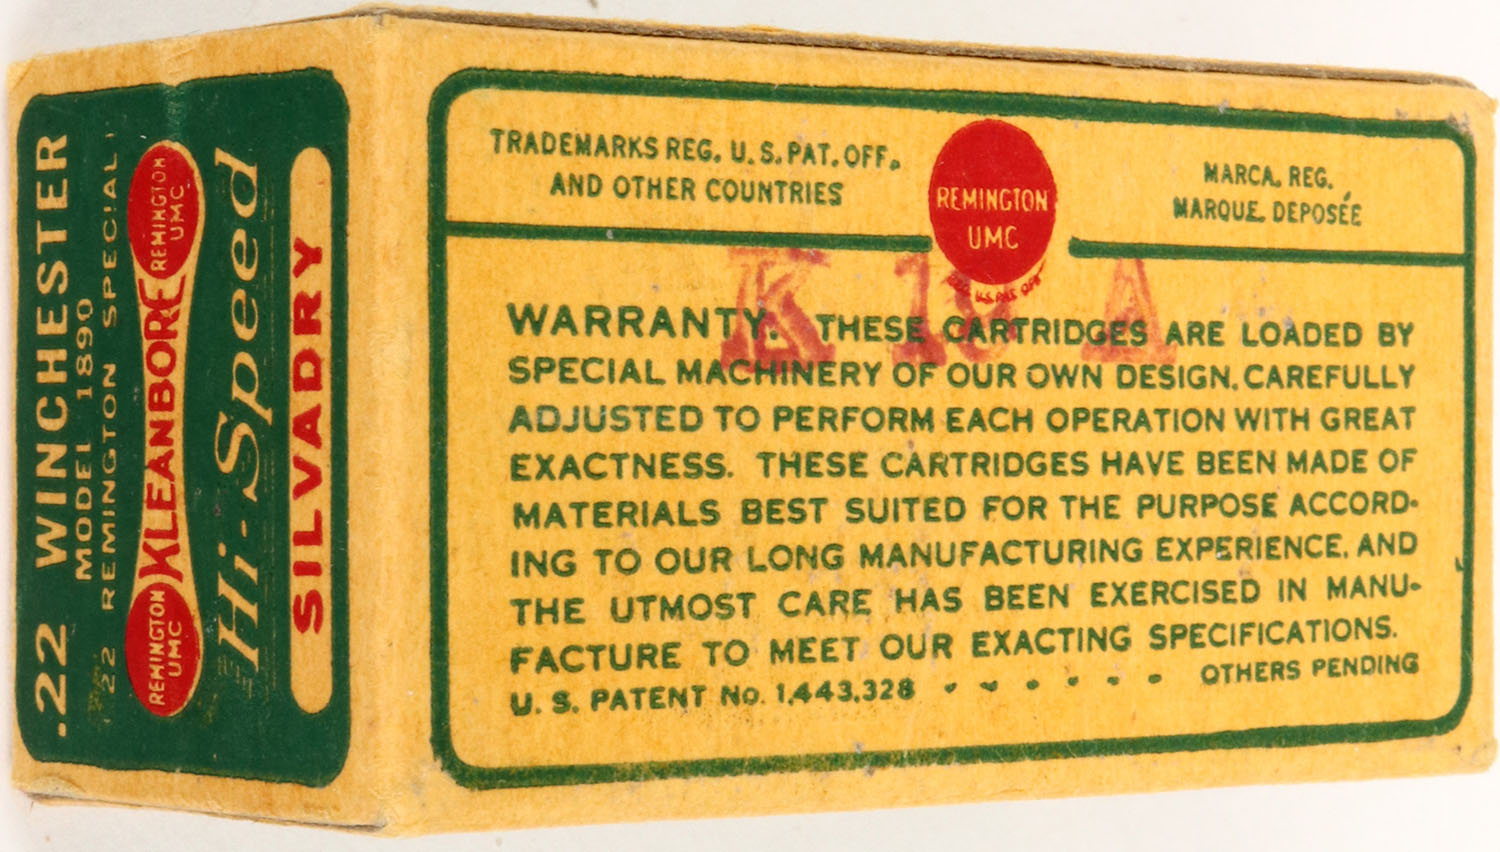 .22 WINCHESTER
MODEL 1890
22 REMINGTON SPECIAL)
REMINGTON
UMC
KLEANBORE
REMINGTON
UMC
Hi-Speed
SILVADRY
TRADEMARKS REG. U.S. PAT. OFF.
AND OTHER COUNTRIES
REMINGTON
UMC
REG. U.S. PAT. OFF.
MARCA. REG.
MARQUE. DEPOSÉE
K 19 A
WARRANTY. THESE CARTRIDGES ARE LOADED BY
SPECIAL MACHINERY OF OUR OWN DESIGN, CAREFULLY
ADJUSTED TO PERFORM EACH OPERATION WITH GREAT
EXACTNESS. THESE CARTRIDGES HAVE BEEN MADE OF
MATERIALS BEST SUITED FOR THE PURPOSE ACCORD-
ING TO OUR LONG MANUFACTURING EXPERIENCE, AND
THE UTMOST CARE HAS BEEN EXERCISED IN MANU-
FACTURE TO MEET OUR EXACTING SPECIFICATIONS.
U. S. PATENT NO. 1,443,328 . . . . . . OTHERS PENDING